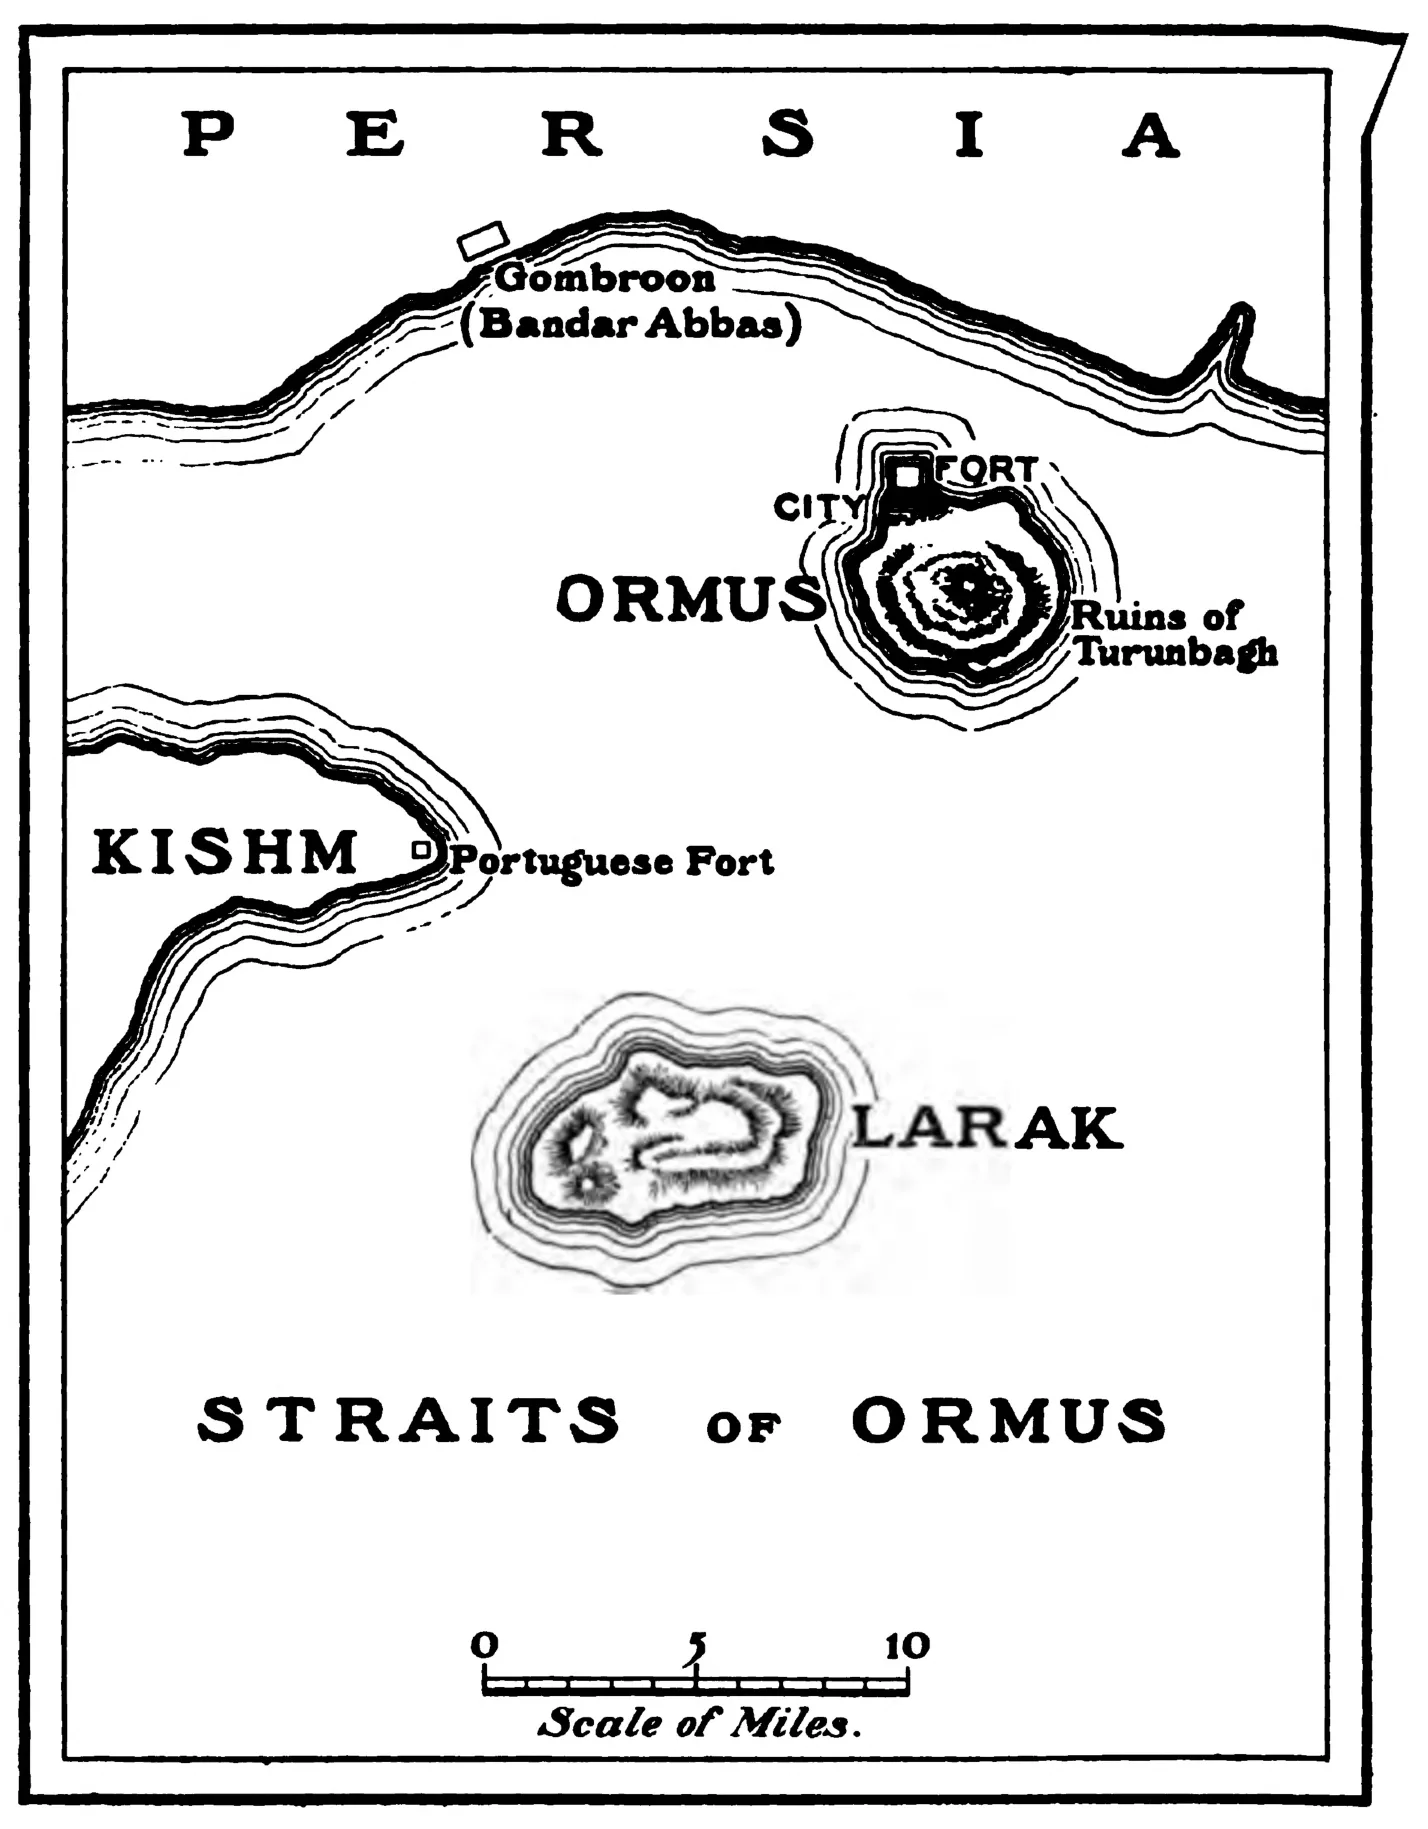 PERSIA
Gombroon
(Bandar Abbas)
FORT
CITY
ORMUS
Ruins of
Turunbagh
KISHM
Portuguese Fort
LARAK
STRAITS OF ORMUS
0 5 10
Scale of Miles.